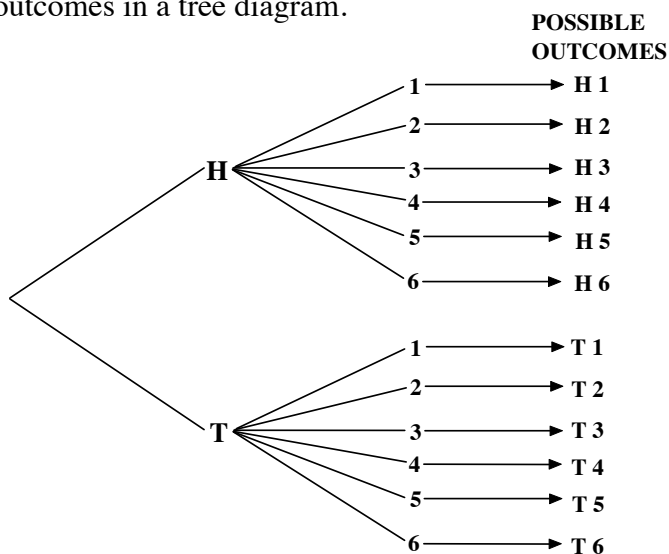 outcomes in a tree diagram.
POSSIBLE
OUTCOMES
1 H 1
2 H 2
H 3 H 3
4 H 4
5 H 5
6 H 6
1 T 1
2 T 2
T 3 T 3
4 T 4
5 T 5
6 T 6